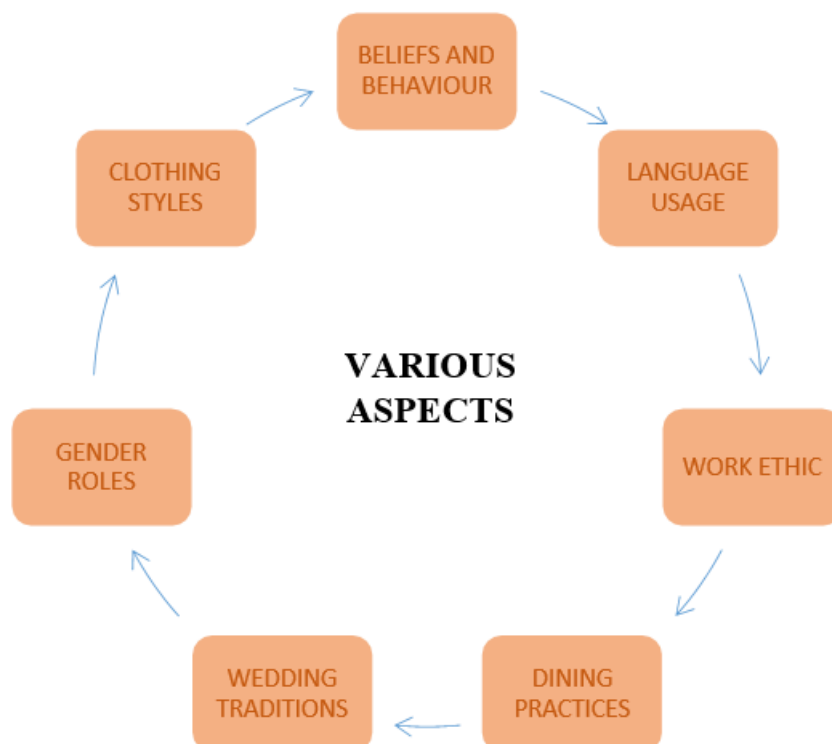 BELIEFS AND
BEHAVIOUR
LANGUAGE
USAGE
WORK ETHIC
DINING
PRACTICES
WEDDING
TRADITIONS
GENDER
ROLES
CLOTHING
STYLES
VARIOUS
ASPECTS